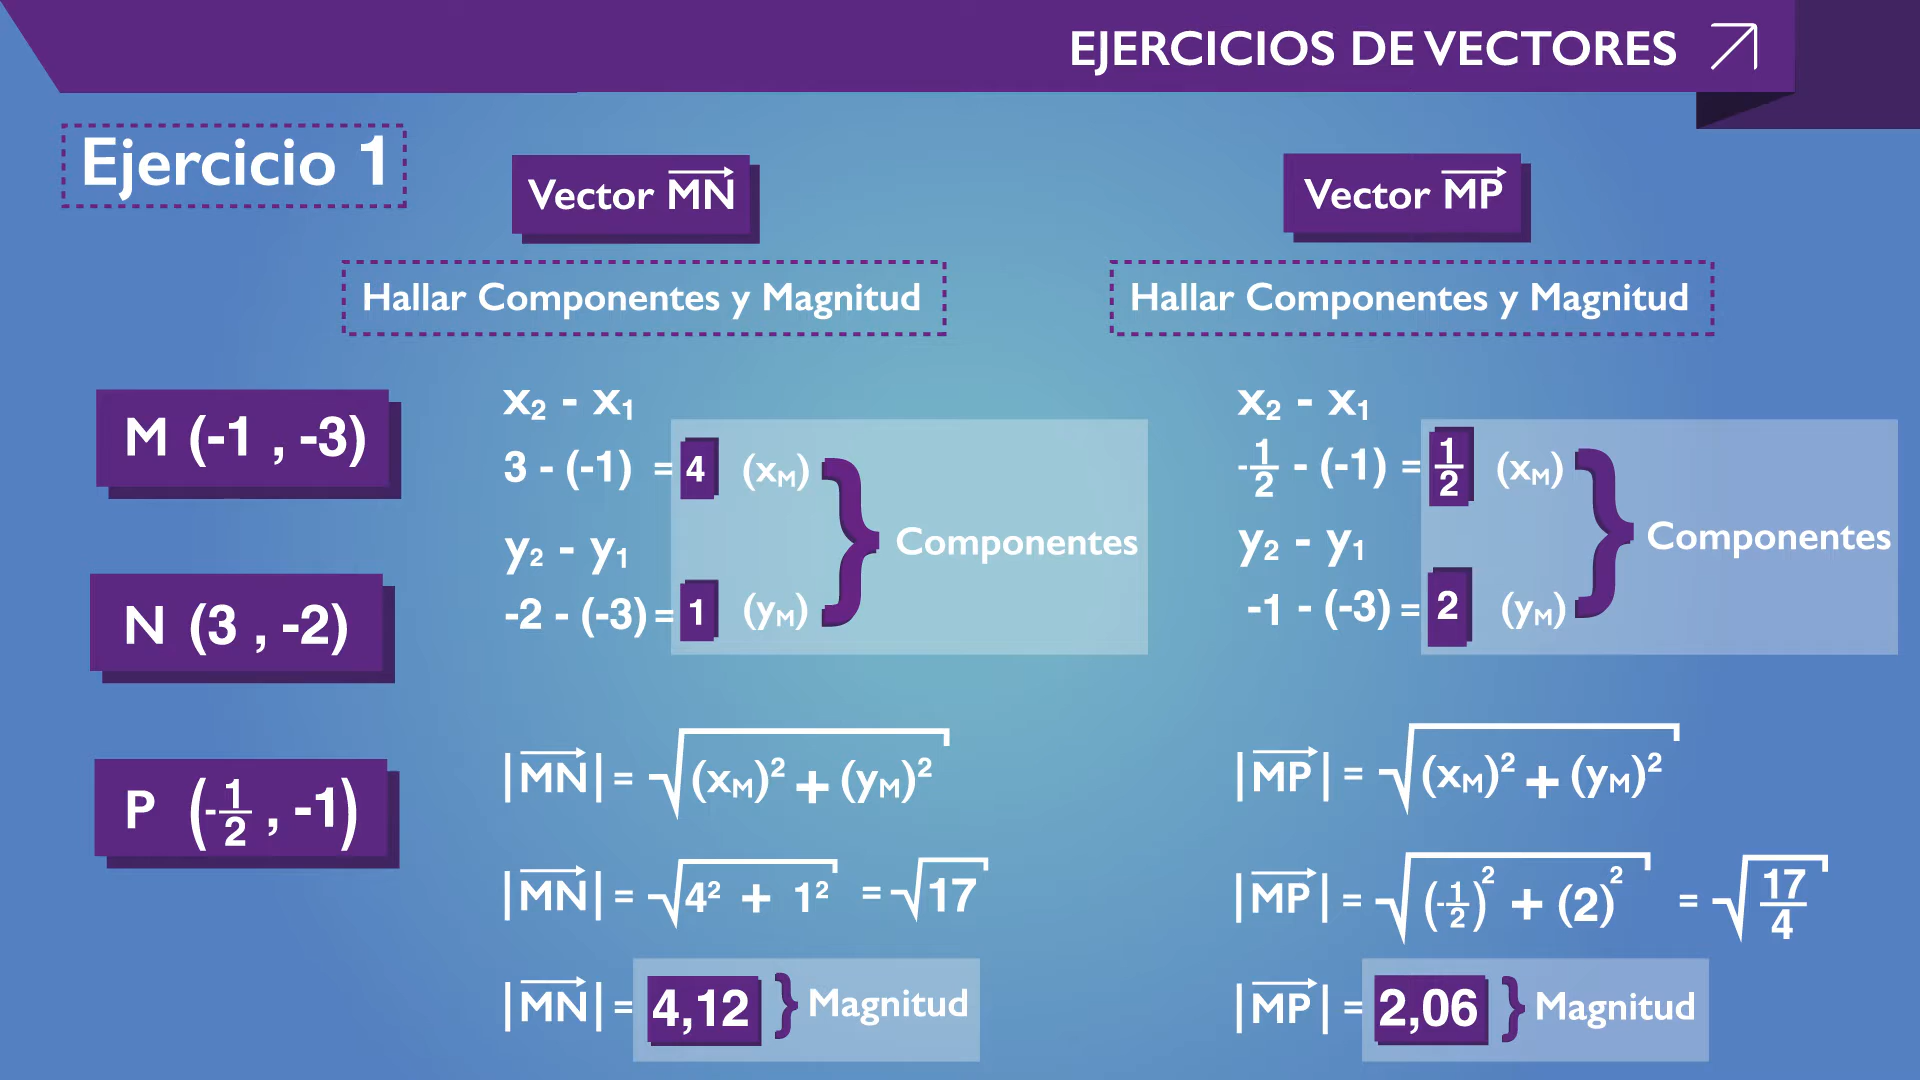 EJERCICIOS DE VECTORES
Ejercicio 1
M (-1 , -3)
N (3 , -2)
P (-1/2 , -1)
Vector MN
Hallar Componentes y Magnitud
x₂ - x₁
3 - (-1) = 4 (xM)
y₂ - y₁
-2 - (-3) = 1 (yM)
} Componentes
|MN| = √(xM)² + (yM)²
|MN| = √4² + 1² = √17
|MN| = 4,12 } Magnitud
Vector MP
Hallar Componentes y Magnitud
x₂ - x₁
-1/2 - (-1) = 1/2 (xM)
y₂ - y₁
-1 - (-3) = 2 (yM)
} Componentes
|MP| = √(xM)² + (yM)²
|MP| = √(-1/2)² + (2)² = √17/4
|MP| = 2,06 } Magnitud